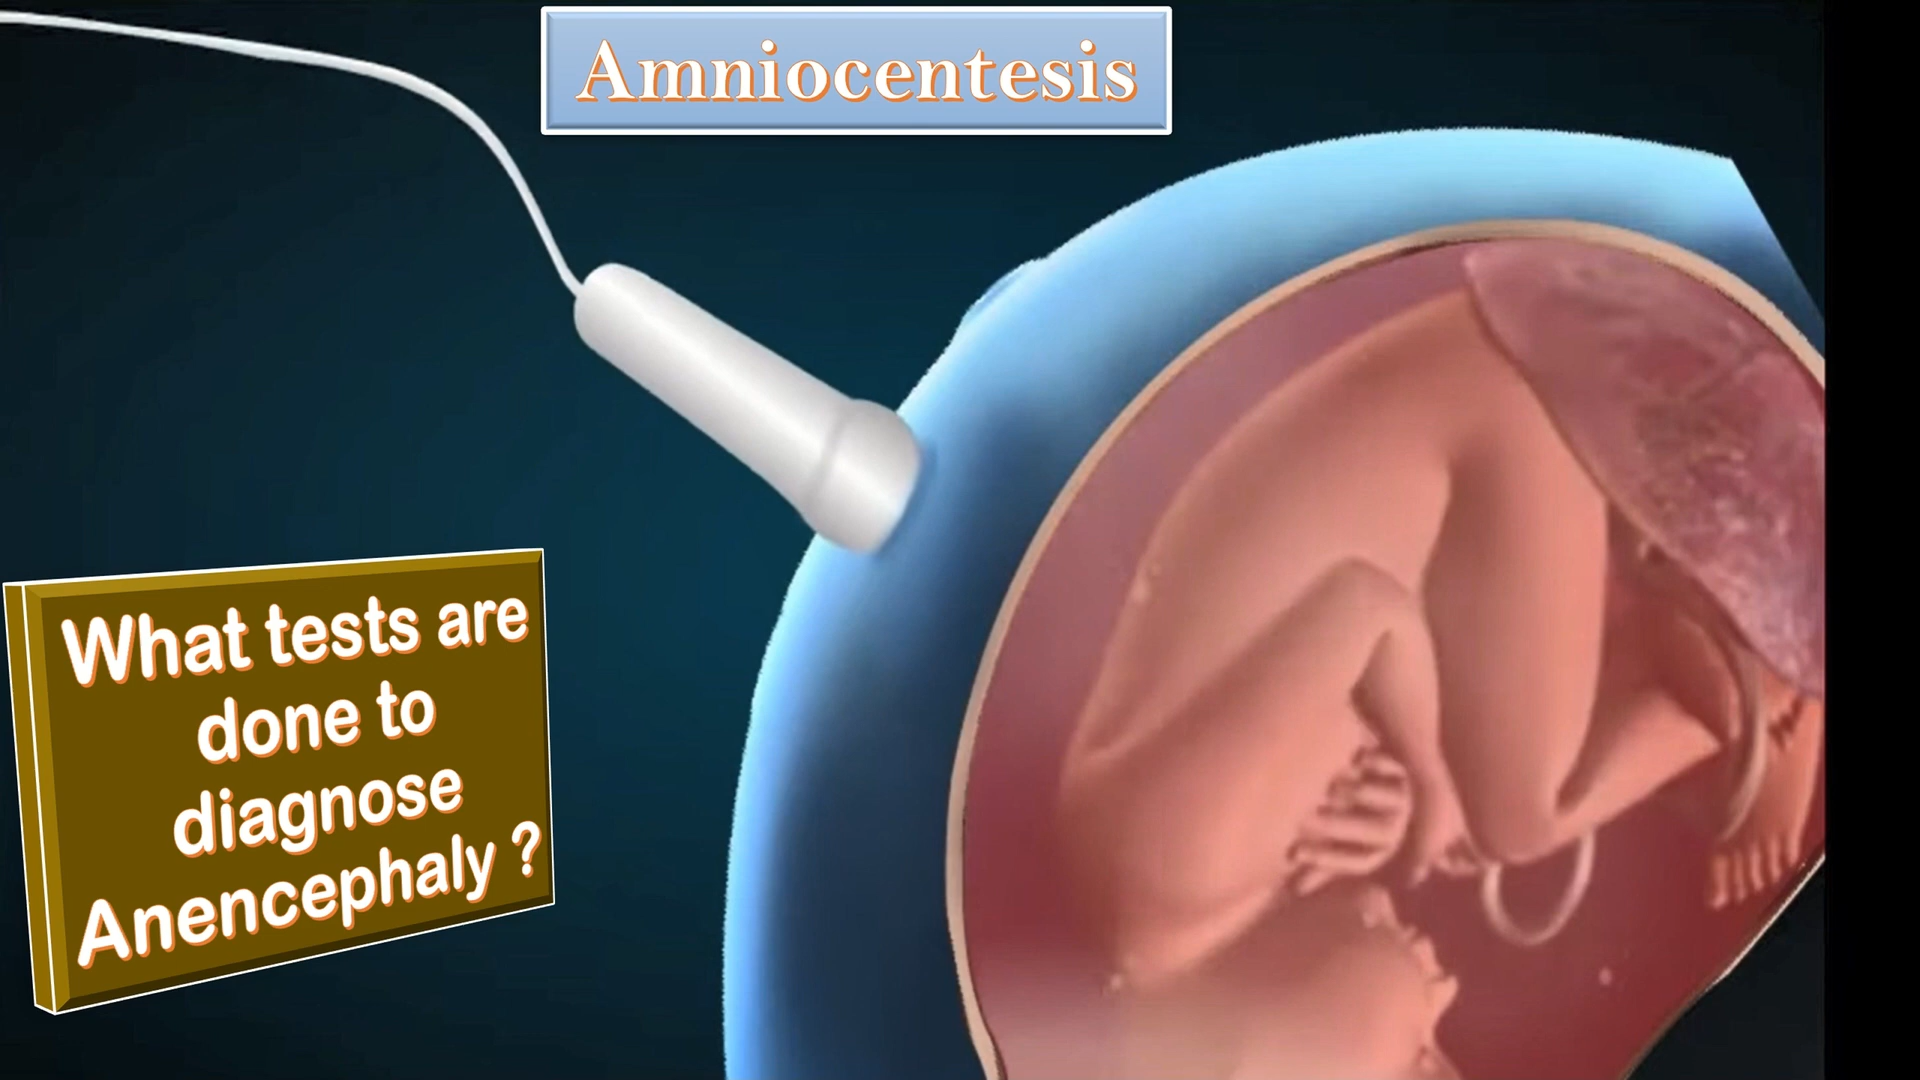 Amniocentesis
What tests are
done to
diagnose
Anencephaly ?